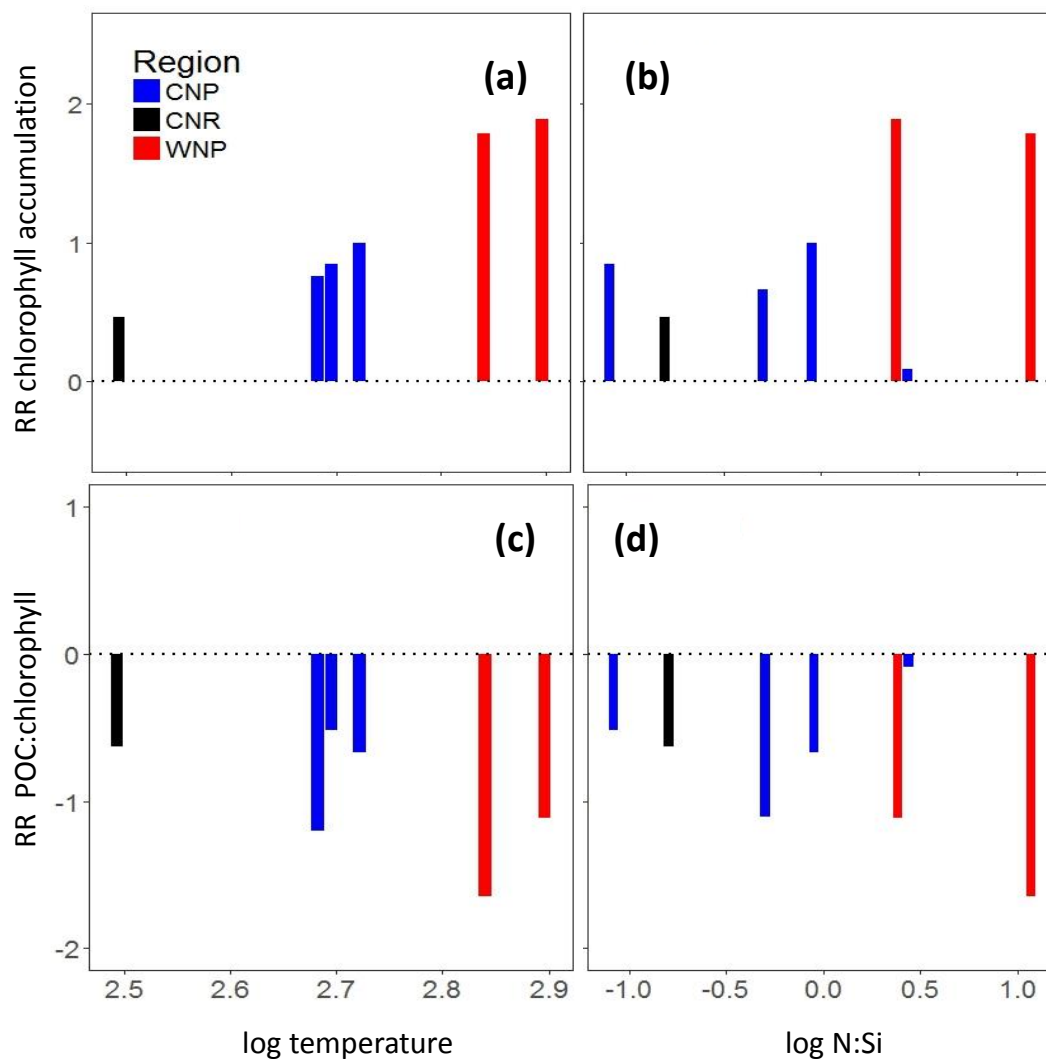 Region
CNP
CNR
WNP
(a)
(b)
RR chlorophyll accumulation
2
1
0
(c)
(d)
RR POC:chlorophyll
1
0
-1
-2
2.5 2.6 2.7 2.8 2.9
-1.0 -0.5 0.0 0.5 1.0
log temperature
log N:Si